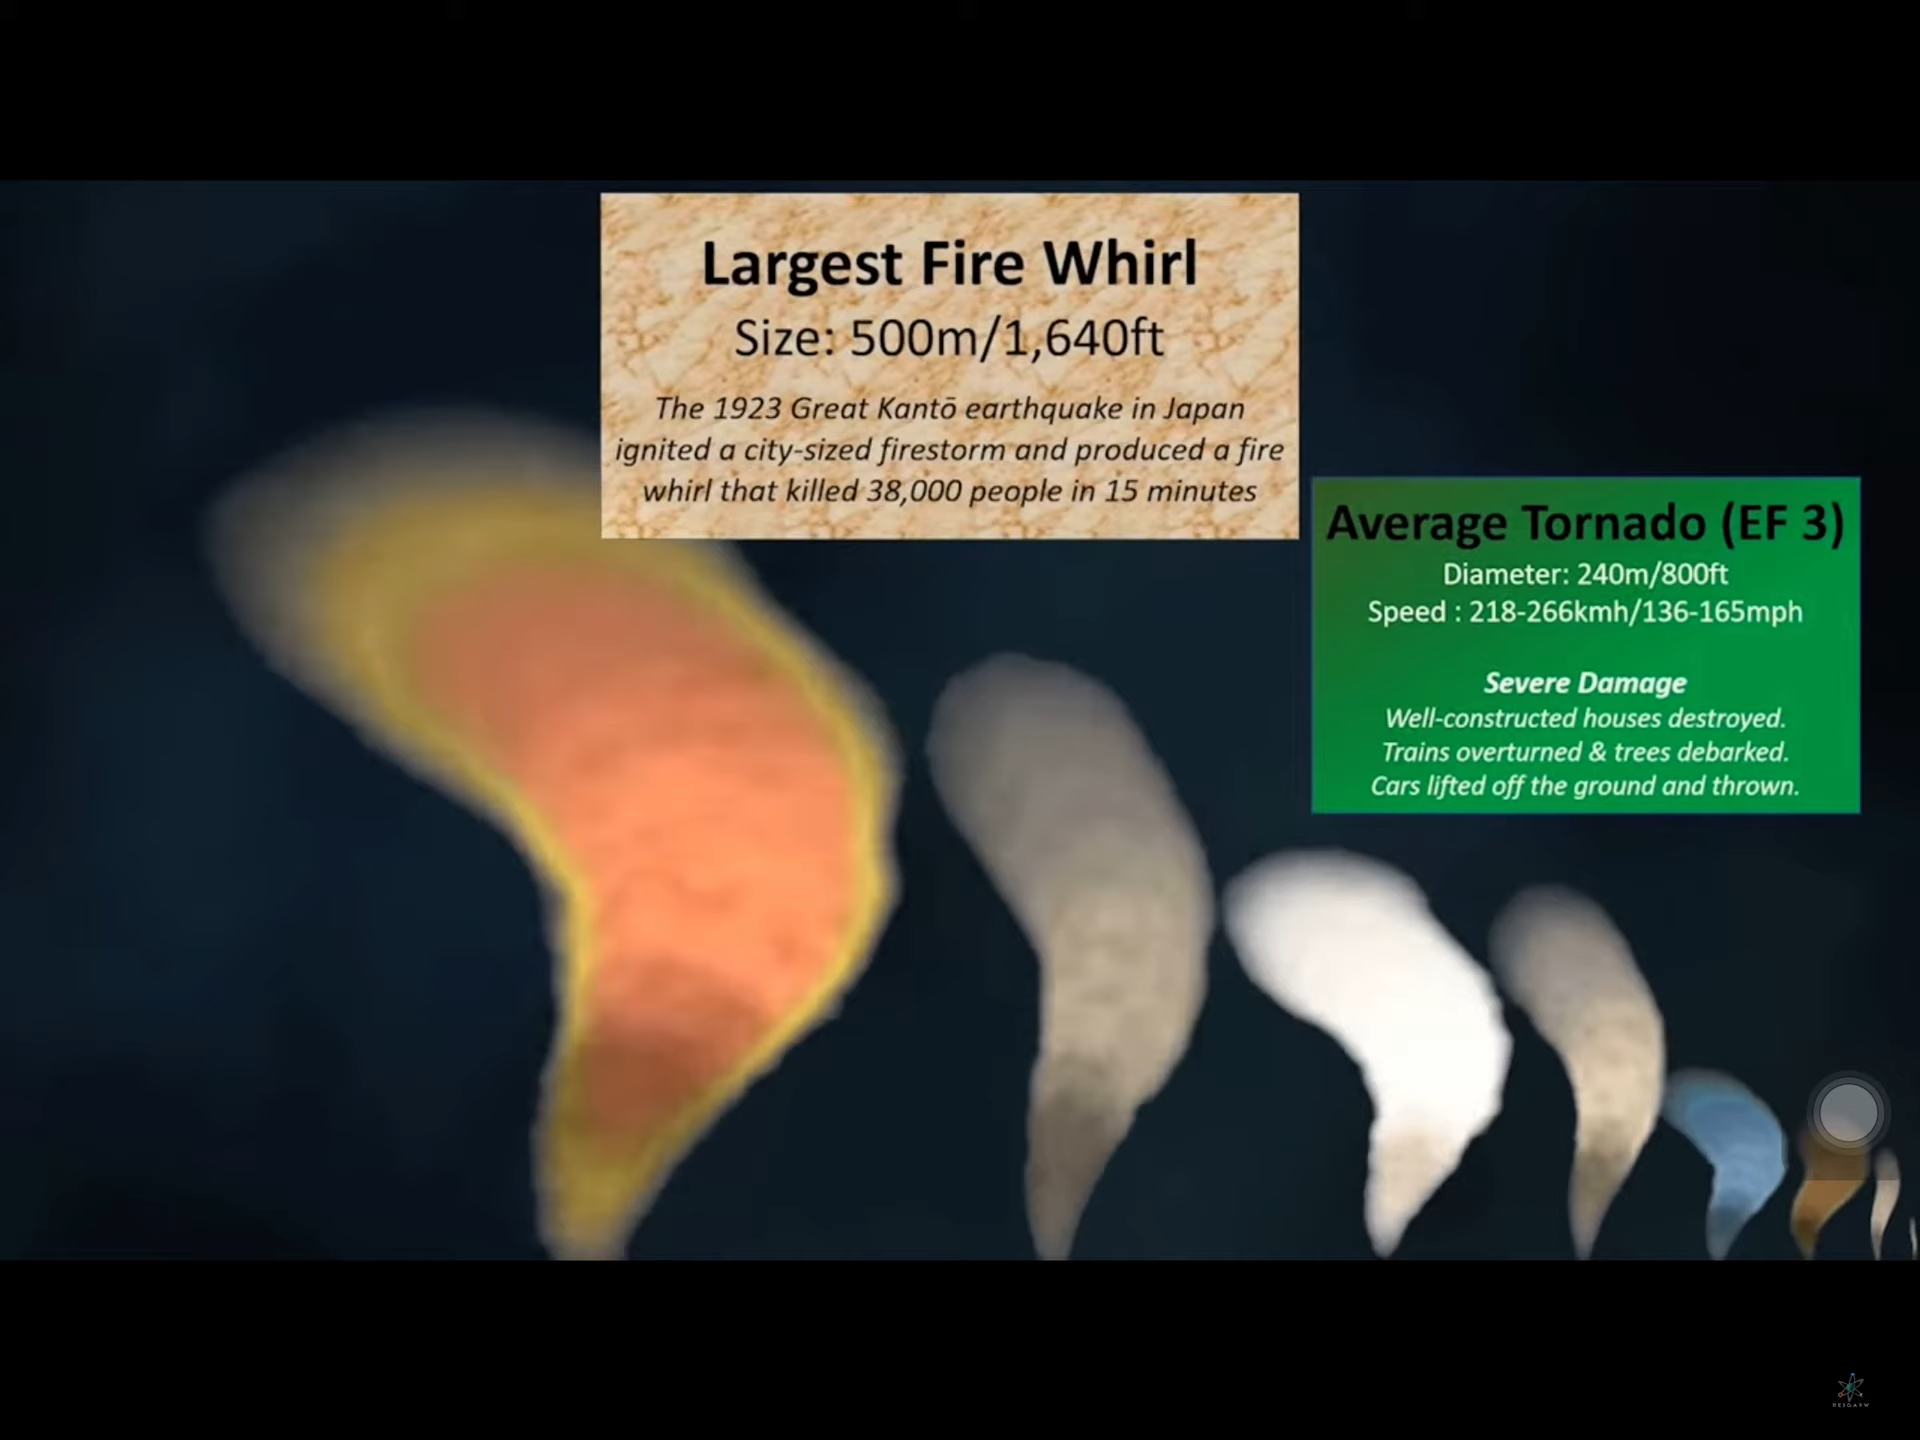 Largest Fire Whirl
Size: 500m/1,640ft
The 1923 Great Kantō earthquake in Japan
ignited a city-sized firestorm and produced a fire
whirl that killed 38,000 people in 15 minutes
Average Tornado (EF 3)
Diameter: 240m/800ft
Speed : 218-266kmh/136-165mph
Severe Damage
Well-constructed houses destroyed.
Trains overturned & trees debarked.
Cars lifted off the ground and thrown.